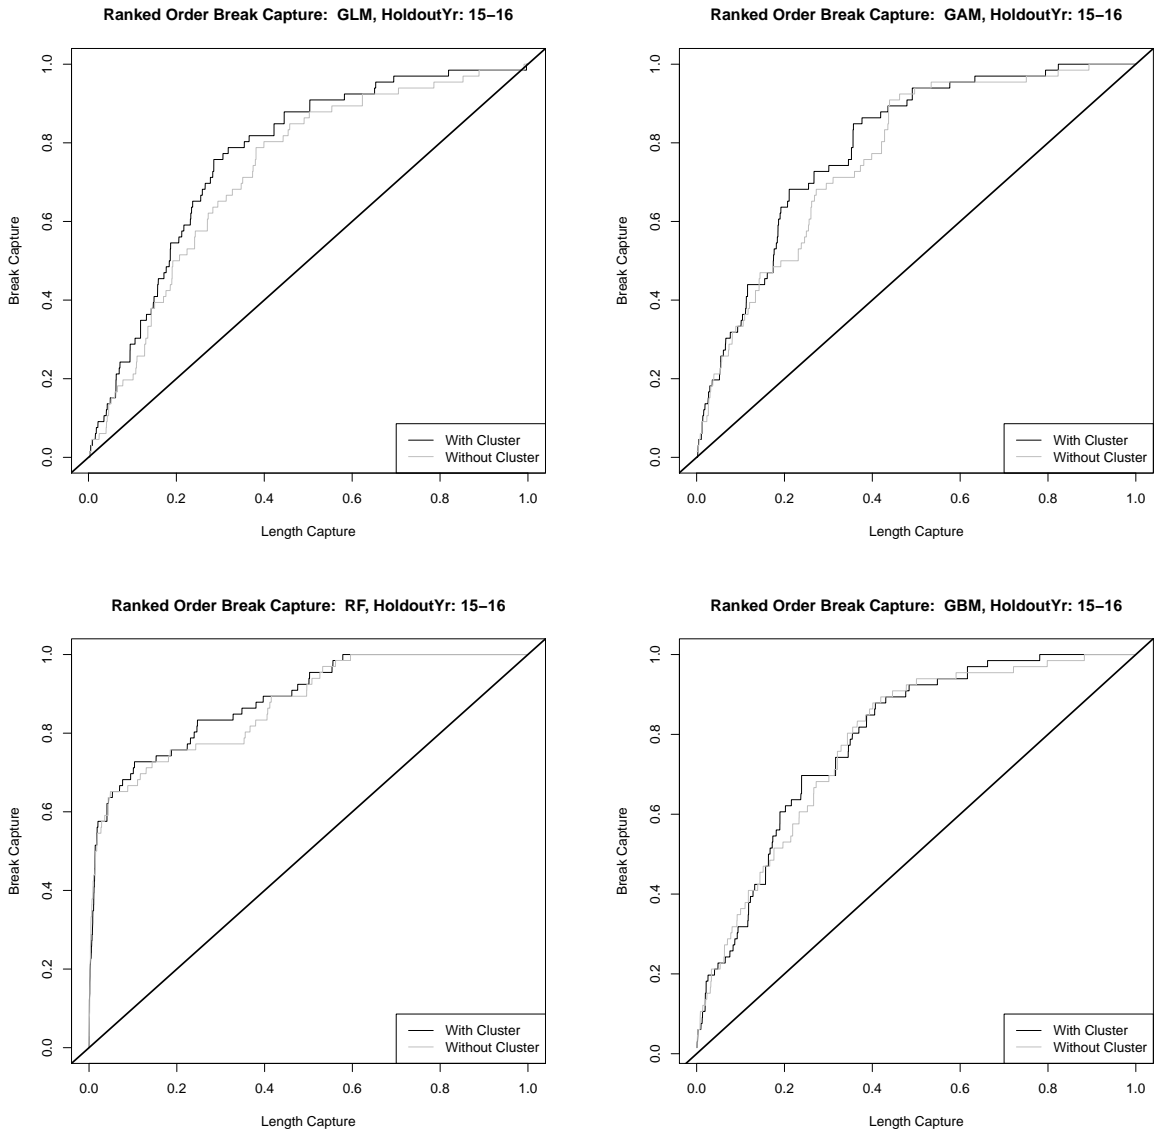 Ranked Order Break Capture:  GLM, HoldoutYr: 15−16
1.0
0.8
0.6
0.4
0.2
0.0
Break Capture
With Cluster
Without Cluster
0.0 0.2 0.4 0.6 0.8 1.0
Length Capture
Ranked Order Break Capture:  GAM, HoldoutYr: 15−16
1.0
0.8
0.6
0.4
0.2
0.0
Break Capture
With Cluster
Without Cluster
0.0 0.2 0.4 0.6 0.8 1.0
Length Capture
Ranked Order Break Capture:  RF, HoldoutYr: 15−16
1.0
0.8
0.6
0.4
0.2
0.0
Break Capture
With Cluster
Without Cluster
0.0 0.2 0.4 0.6 0.8 1.0
Length Capture
Ranked Order Break Capture:  GBM, HoldoutYr: 15−16
1.0
0.8
0.6
0.4
0.2
0.0
Break Capture
With Cluster
Without Cluster
0.0 0.2 0.4 0.6 0.8 1.0
Length Capture